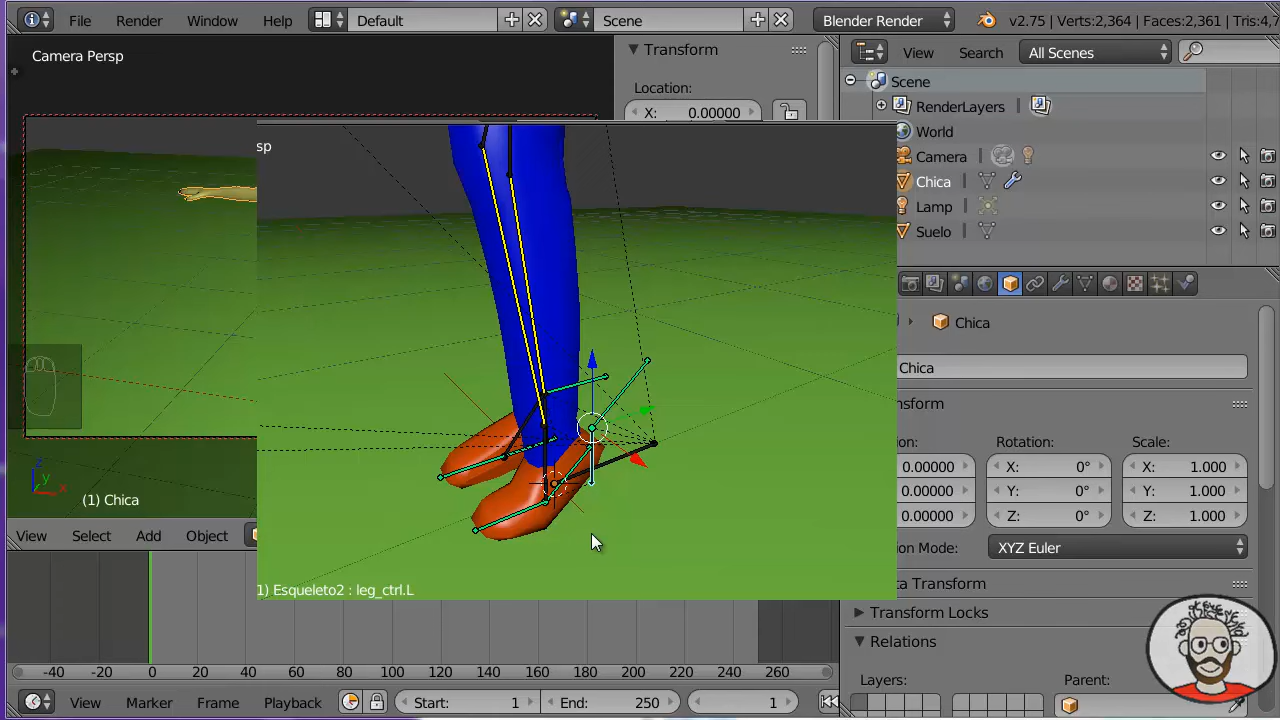 File Render Window Help Default Scene Blender Render v2.75 | Verts:2,364 | Faces:2,361 | Tris:4,7
Camera Persp
Transform
View Search All Scenes
Location:
Scene
X: 0.00000
RenderLayers
World
sp
Camera
Chica
Lamp
Suelo
Chica
Chica
ansform
on: Rotation: Scale:
0.00000 X: 0° X: 1.000
0.00000 Y: 0° Y: 1.000
0.00000 Z: 0° Z: 1.000
z
x
(1) Chica
View Select Add Object
on Mode: XYZ Euler
1) Esqueleto2 : leg_ctrl.L
ta Transform
Transform Locks
Relations
-40 -20 0 20 40 60 80 100 120 140 160 180 200 220 240 260
Layers: Parent:
View Marker Frame Playback Start: 1 End: 250 1